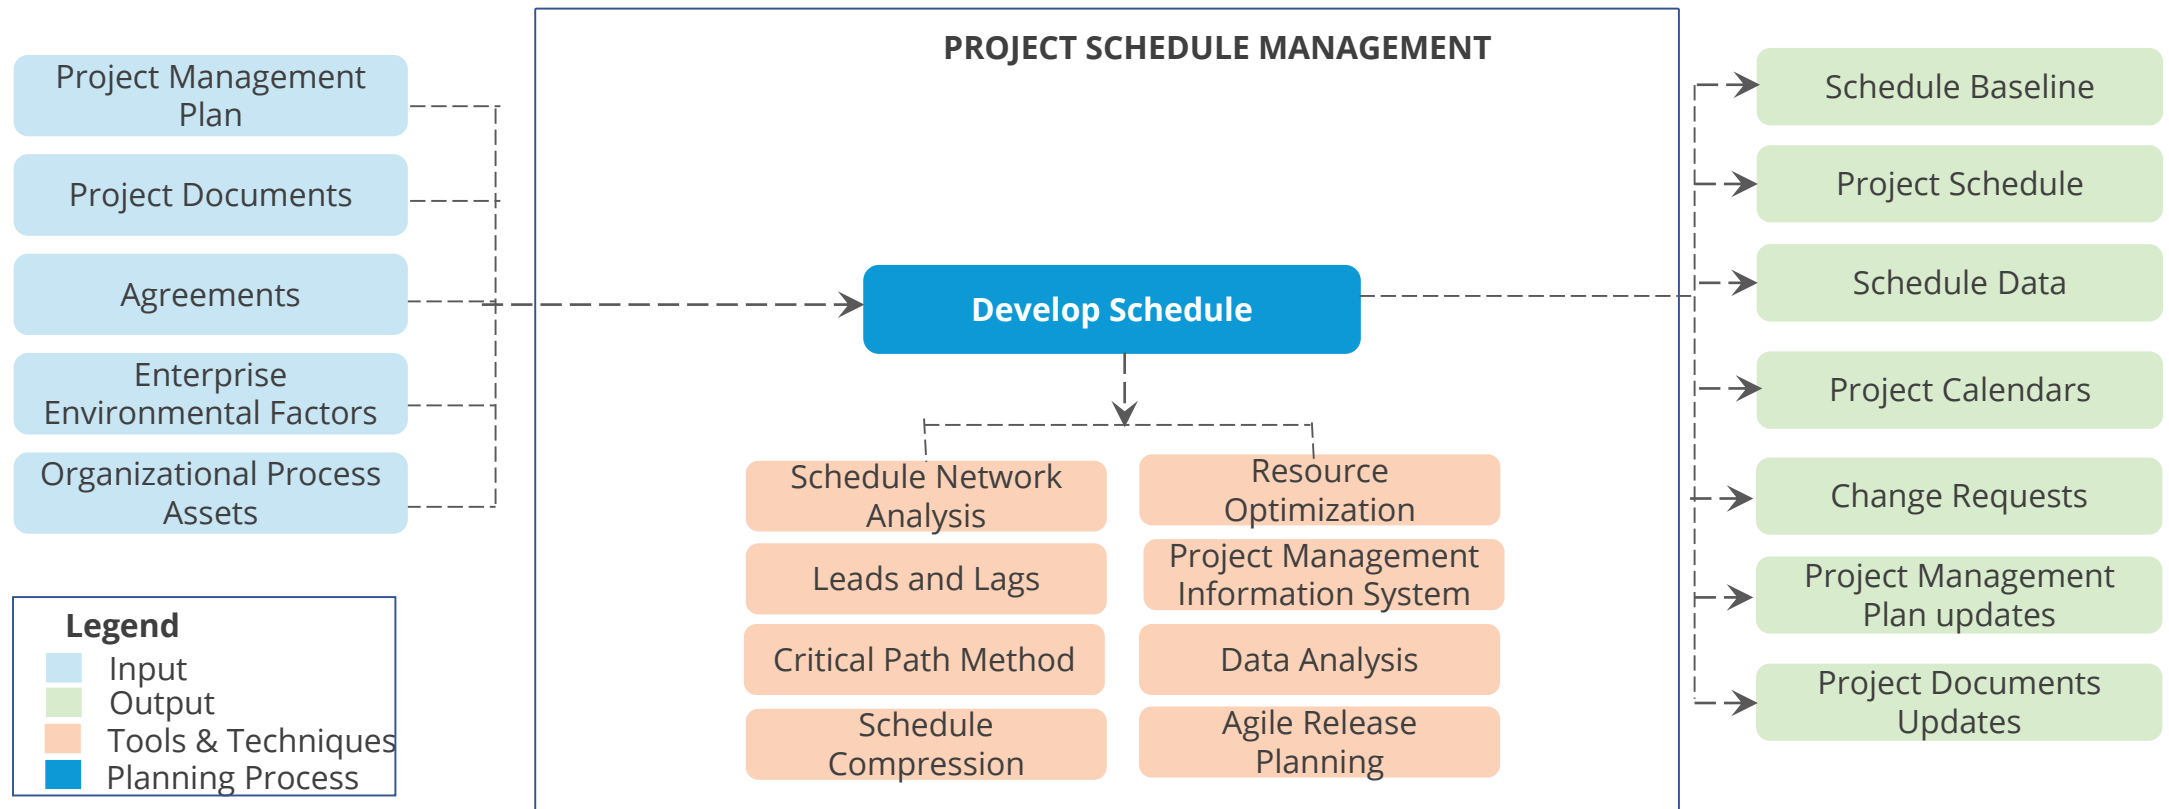 PROJECT SCHEDULE MANAGEMENT
Project Management
Plan
Project Documents
Agreements
Enterprise
Environmental Factors
Organizational Process
Assets
Legend
Input
Output
Tools & Techniques
Planning Process
Develop Schedule
Schedule Network
Analysis
Leads and Lags
Critical Path Method
Schedule
Compression
Resource
Optimization
Project Management
Information System
Data Analysis
Agile Release
Planning
Schedule Baseline
Project Schedule
Schedule Data
Project Calendars
Change Requests
Project Management
Plan updates
Project Documents
Updates